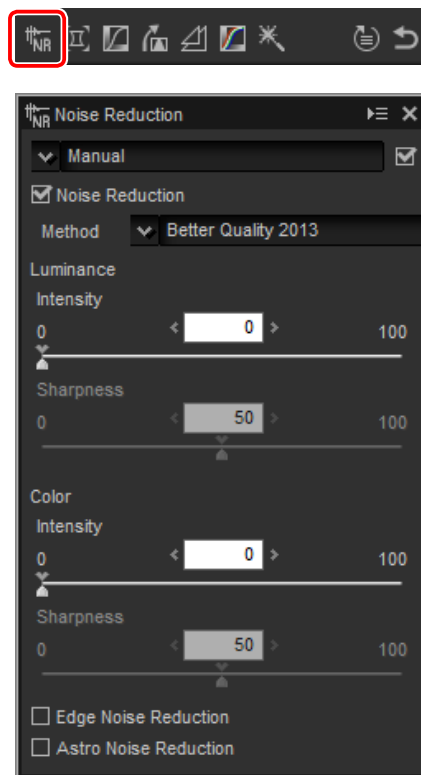 NR
NR Noise Reduction
Manual
Noise Reduction
Method Better Quality 2013
Luminance
Intensity
0 0 100
Sharpness
0 50 100
Color
Intensity
0 0 100
Sharpness
0 50 100
Edge Noise Reduction
Astro Noise Reduction